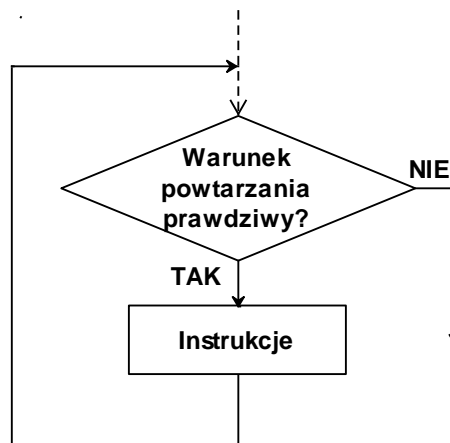 Warunek
powtarzania
prawdziwy?
NIE
TAK
Instrukcje